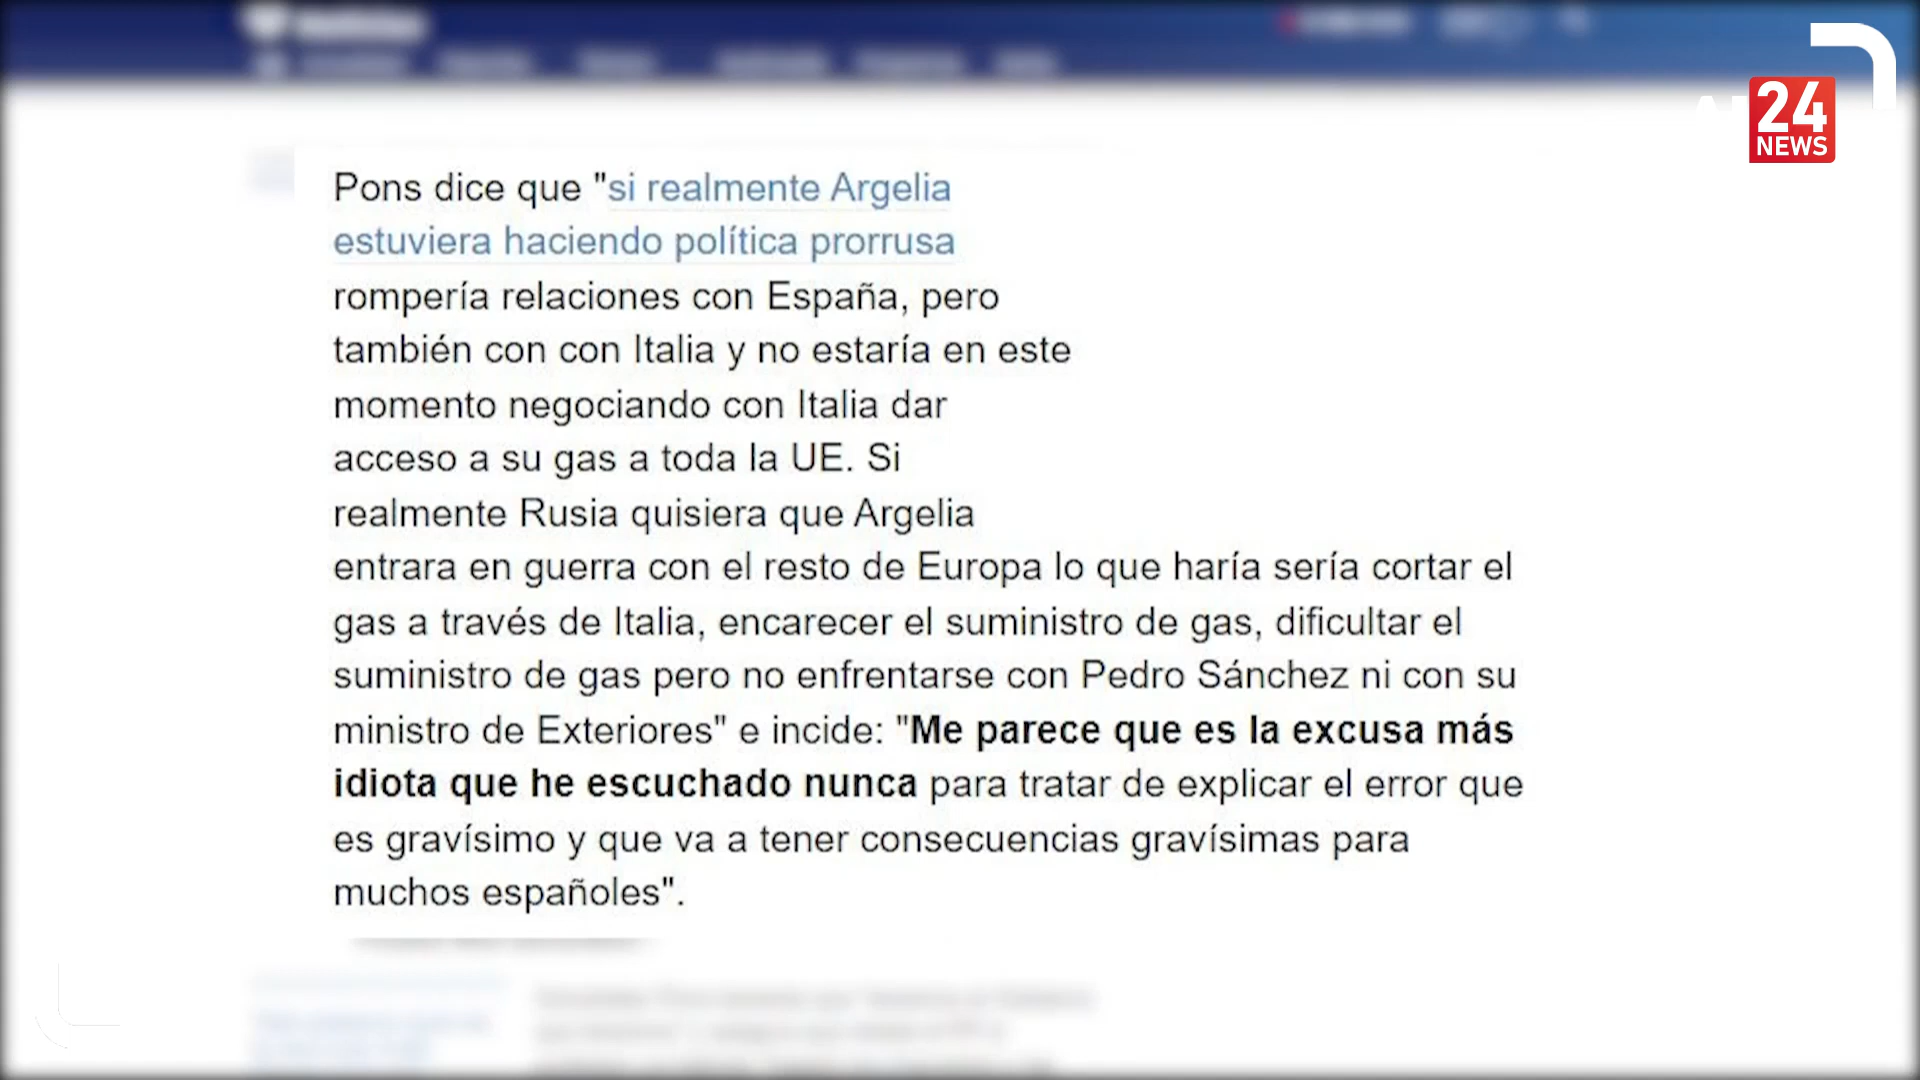 24
NEWS
Pons dice que "si realmente Argelia
estuviera haciendo política prorrusa
rompería relaciones con España, pero
también con con Italia y no estaría en este
momento negociando con Italia dar
acceso a su gas a toda la UE. Si
realmente Rusia quisiera que Argelia
entrara en guerra con el resto de Europa lo que haría sería cortar el
gas a través de Italia, encarecer el suministro de gas, dificultar el
suministro de gas pero no enfrentarse con Pedro Sánchez ni con su
ministro de Exteriores" e incide: "Me parece que es la excusa más
idiota que he escuchado nunca para tratar de explicar el error que
es gravísimo y que va a tener consecuencias gravísimas para
muchos españoles".